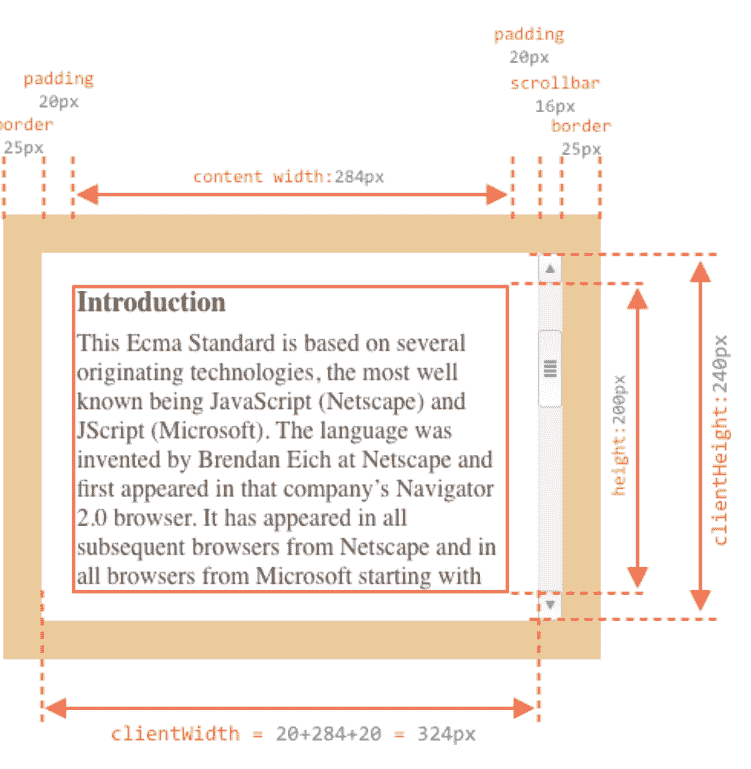 padding
20px
scrollbar
16px
border
25px
padding
20px
order
25px
content width:284px
Introduction
This Ecma Standard is based on several
originating technologies, the most well
known being JavaScript (Netscape) and
JScript (Microsoft). The language was
invented by Brendan Eich at Netscape and
first appeared in that company’s Navigator
2.0 browser. It has appeared in all
subsequent browsers from Netscape and in
all browsers from Microsoft starting with
height:200px
clientHeight:240px
clientWidth = 20+284+20 = 324px